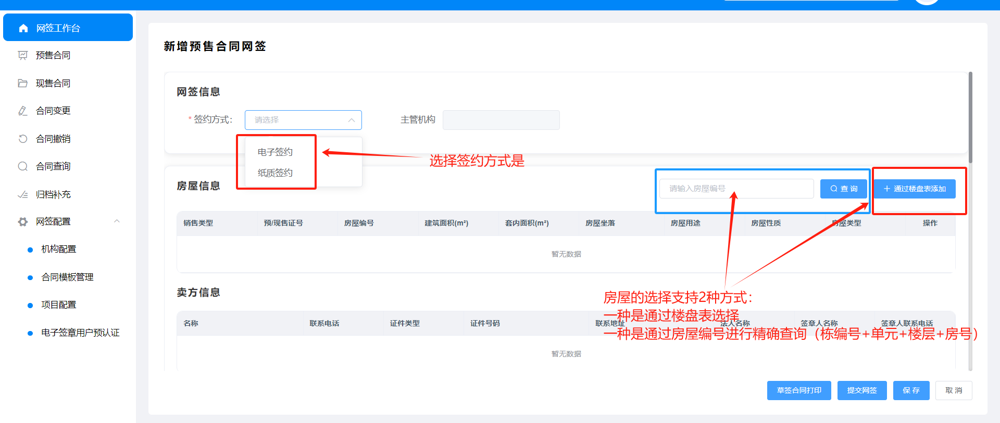 网签工作台
预售合同
现售合同
合同变更
合同撤销
合同查询
归档补充
网签配置
机构配置
合同模板管理
项目配置
电子签章用户预认证
新增预售合同网签
网签信息
* 签约方式： 请选择 主管机构
电子签约
纸质签约
选择签约方式是
房屋信息 请输入房屋编号 查 询 + 通过楼盘表添加
销售类型 预/现售证号 房屋编号 建筑面积(m²) 套内面积(m²) 房屋坐落 房屋用途 房屋性质 房屋类型 操作
暂无数据
卖方信息
房屋的选择支持2种方式：
一种是通过楼盘表选择
一种是通过房屋编号进行精确查询（栋编号+单元+楼层+房号）
名称 联系电话 证件类型 证件号码 联系地址 法人名称 签章人名称 签章人联系电话
暂无数据
草签合同打印 提交网签 保 存 取 消